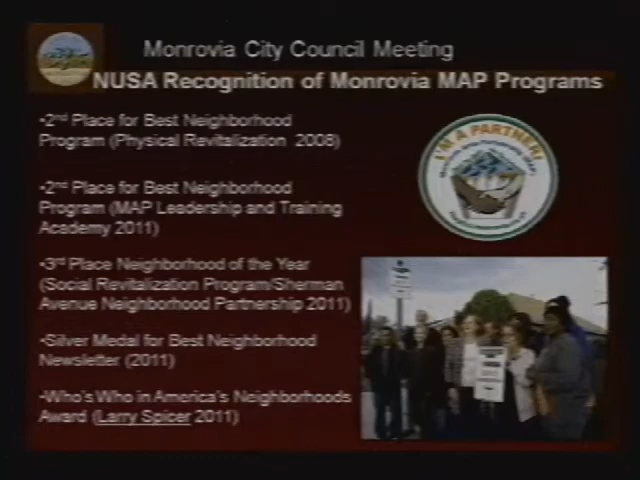 Monrovia City Council Meeting
NUSA Recognition of Monrovia MAP Programs
•2nd Place for Best Neighborhood
Program (Physical Revitalization 2008)
•2nd Place for Best Neighborhood
Program (MAP Leadership and Training
Academy 2011)
•3rd Place Neighborhood of the Year
(Social Revitalization Program/Sherman
Avenue Neighborhood Partnership 2011)
•Silver Medal for Best Neighborhood
Newsletter (2011)
•Who's Who in America's Neighborhoods
Award (Larry Spicer 2011)
I'M A PARTNER!